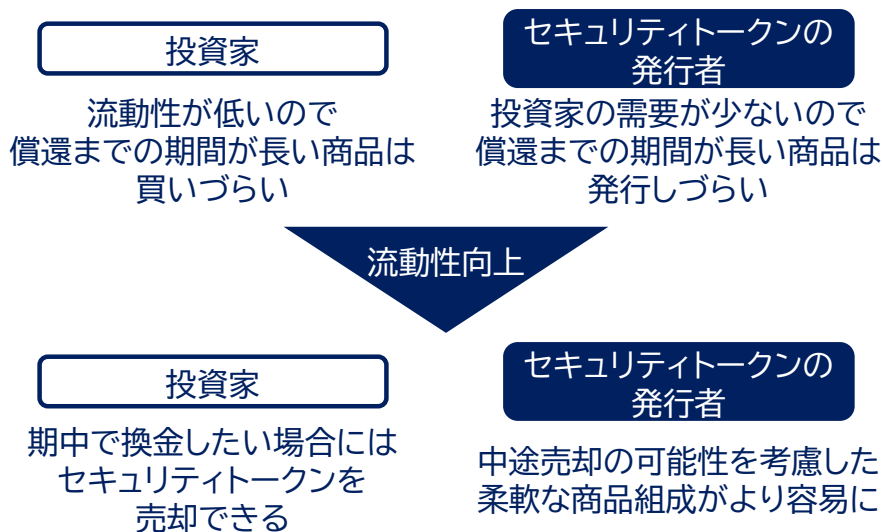 投資家
流動性が低いので
償還までの期間が長い商品は
買いづらい
セキュリティトークンの
発行者
投資家の需要が少ないので
償還までの期間が長い商品は
発行しづらい
流動性向上
投資家
期中で換金したい場合には
セキュリティトークンを
売却できる
セキュリティトークンの
発行者
中途売却の可能性を考慮した
柔軟な商品組成がより容易に